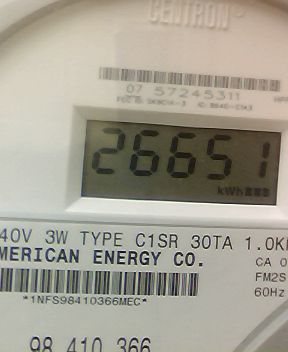 CENTRON®
07 57245311
26651
kWh
40V 3W TYPE C1SR 30TA 1.0K
MERICAN ENERGY CO.
CA 0
FM2S
60Hz
*1NFS98410366MEC*
98 410 366